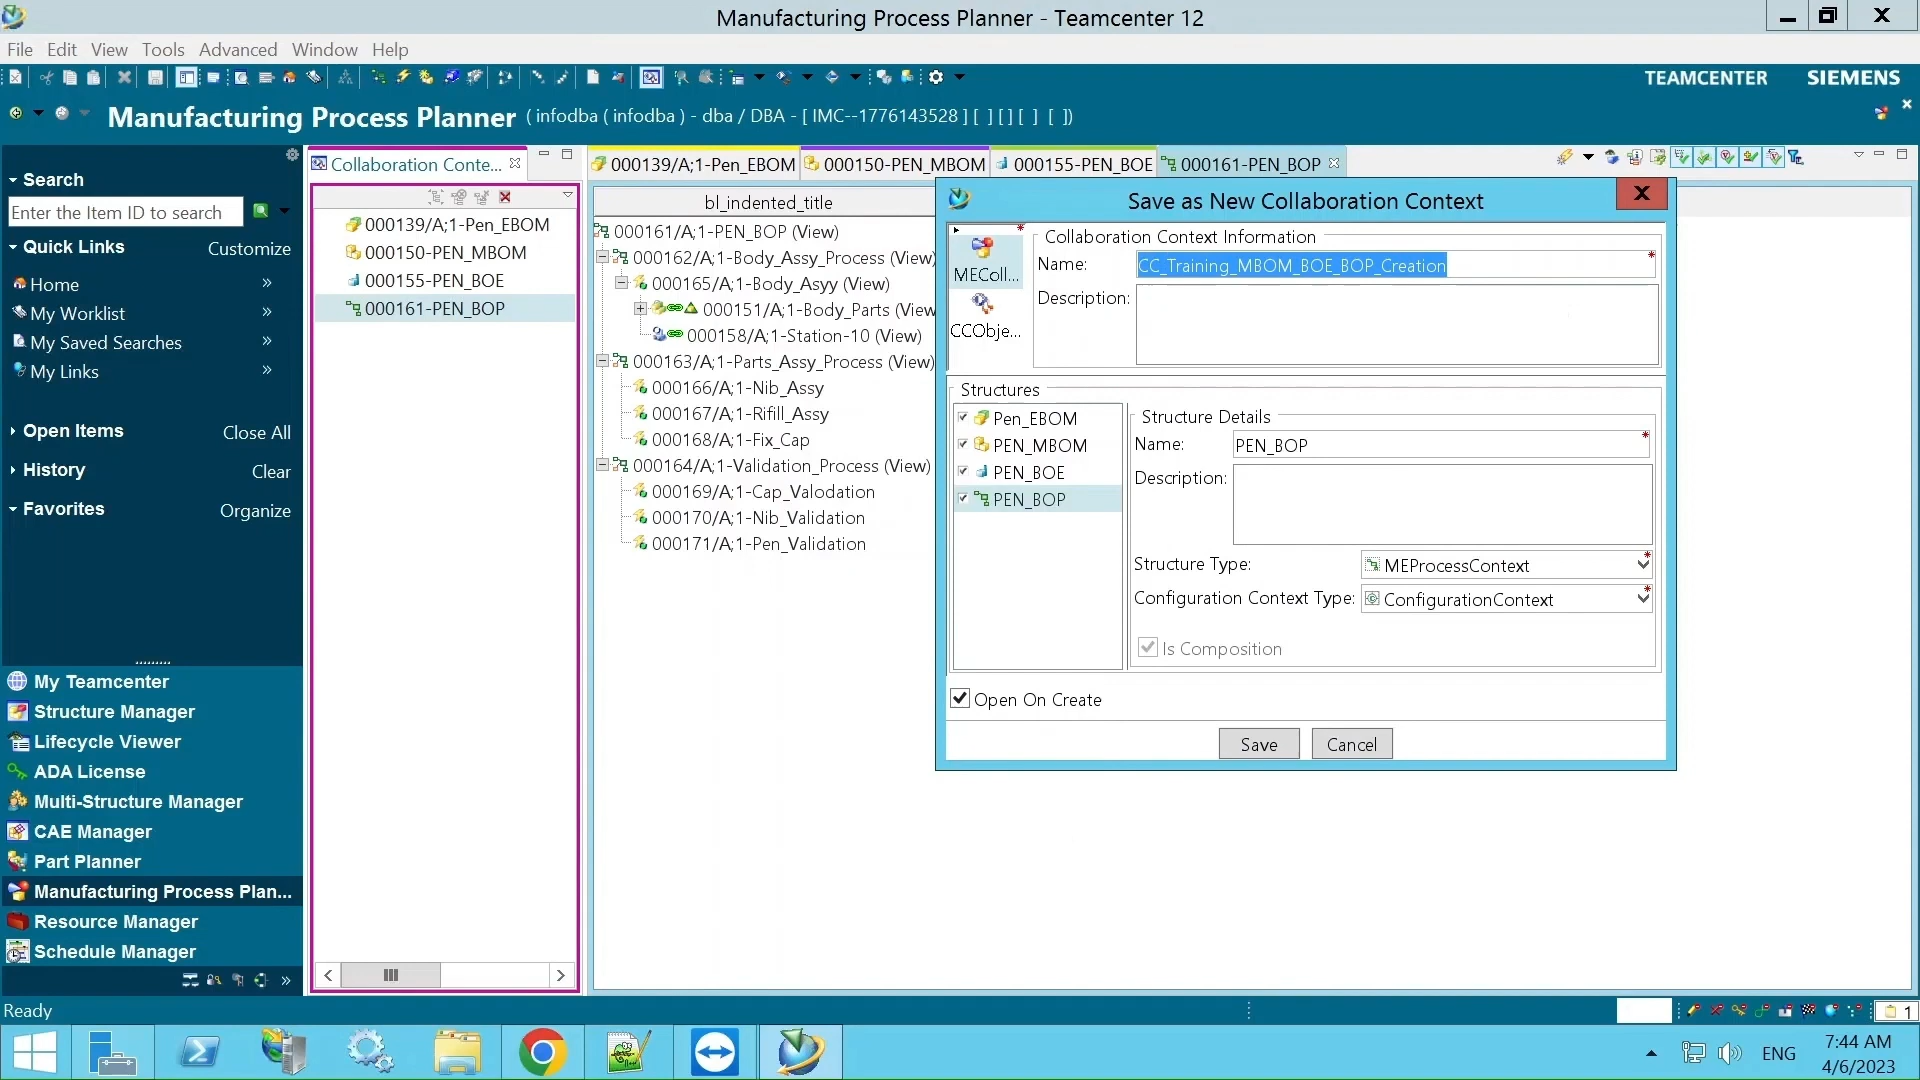 Manufacturing Process Planner - Teamcenter 12
File Edit View Tools Advanced Window Help
TEAMCENTER SIEMENS
Manufacturing Process Planner ( infodba ( infodba ) - dba / DBA - [ IMC--1776143528 ] [ ] [ ] [ ] [ ])
Search
Enter the Item ID to search
Quick Links Customize
Home »
My Worklist »
My Saved Searches »
My Links »
Open Items Close All
History Clear
Favorites Organize
My Teamcenter
Structure Manager
Lifecycle Viewer
ADA License
Multi-Structure Manager
CAE Manager
Part Planner
Manufacturing Process Plan...
Resource Manager
Schedule Manager
»
Collaboration Conte...
000139/A;1-Pen_EBOM
000150-PEN_MBOM
000155-PEN_BOE
000161-PEN_BOP
000139/A;1-Pen_EBOM 000150-PEN_MBOM 000155-PEN_BOE 000161-PEN_BOP
bl_indented_title
000161/A;1-PEN_BOP (View)
000162/A;1-Body_Assy_Process (View)
000165/A;1-Body_Asyy (View)
000151/A;1-Body_Parts (View
000158/A;1-Station-10 (View)
000163/A;1-Parts_Assy_Process (View)
000166/A;1-Nib_Assy
000167/A;1-Rifill_Assy
000168/A;1-Fix_Cap
000164/A;1-Validation_Process (View)
000169/A;1-Cap_Valodation
000170/A;1-Nib_Validation
000171/A;1-Pen_Validation
Save as New Collaboration Context
MEColl...
CCObje...
Collaboration Context Information
Name: CC_Training_MBOM_BOE_BOP_Creation *
Description:
Structures
Pen_EBOM
PEN_MBOM
PEN_BOE
PEN_BOP
Structure Details
Name: PEN_BOP *
Description:
Structure Type: MEProcessContext *
Configuration Context Type: ConfigurationContext *
Is Composition
Open On Create
Save Cancel
Ready
1
ENG
7:44 AM
4/6/2023